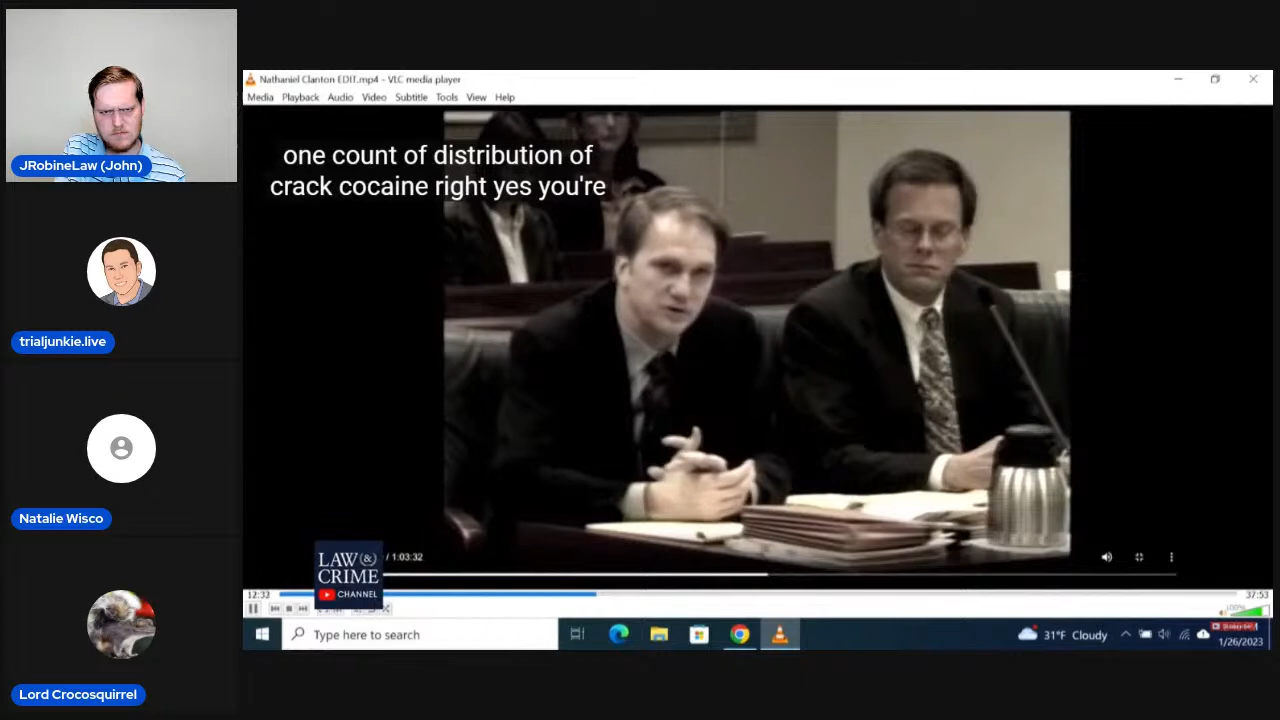 JRobineLaw (John)
trialjunkie.live
Natalie Wisco
Lord Crocosquirrel
Nathaniel Clanton EDIT.mp4 - VLC media player
Media Playback Audio Video Subtitle Tools View Help
one count of distribution of
crack cocaine right yes you're
/ 1:03:32
LAW (&)
CRIME
CHANNEL
12:32
37:53
100%
Type here to search
31°F Cloudy
1/26/2023